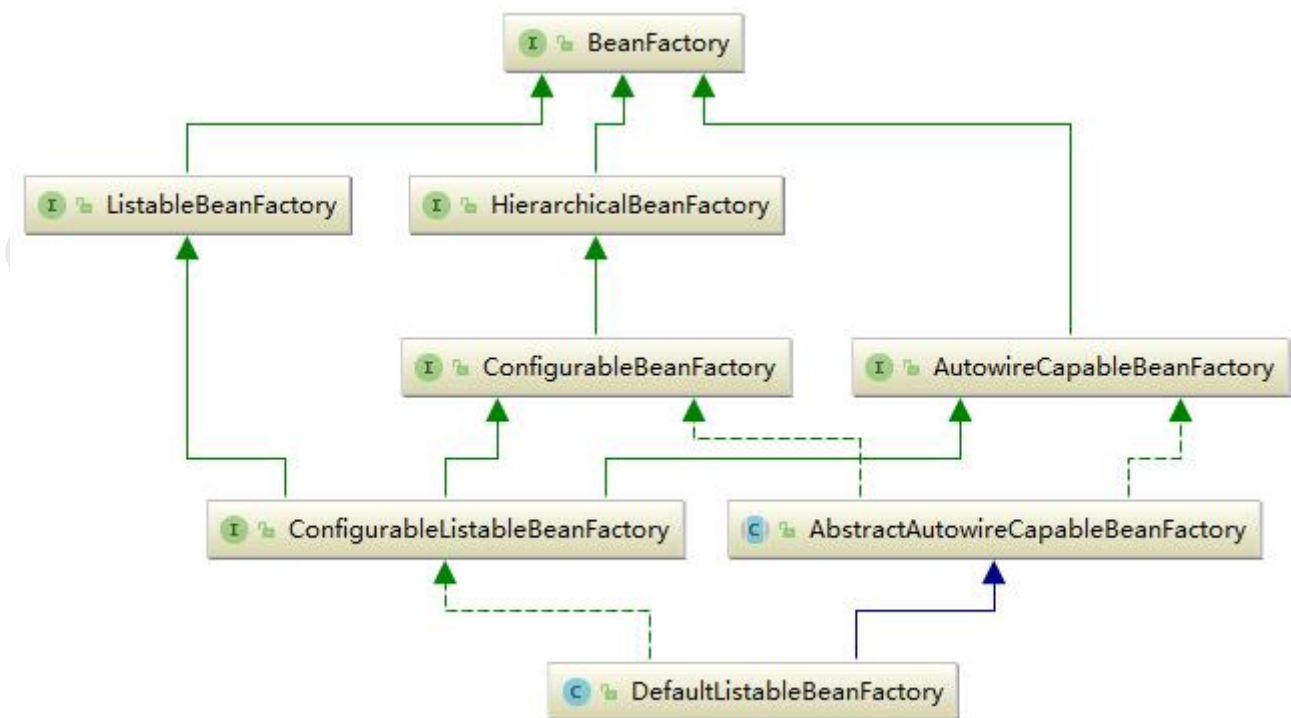 I BeanFactory
I ListableBeanFactory
I HierarchicalBeanFactory
I ConfigurableBeanFactory
I AutowireCapableBeanFactory
I ConfigurableListableBeanFactory
C AbstractAutowireCapableBeanFactory
C DefaultListableBeanFactory